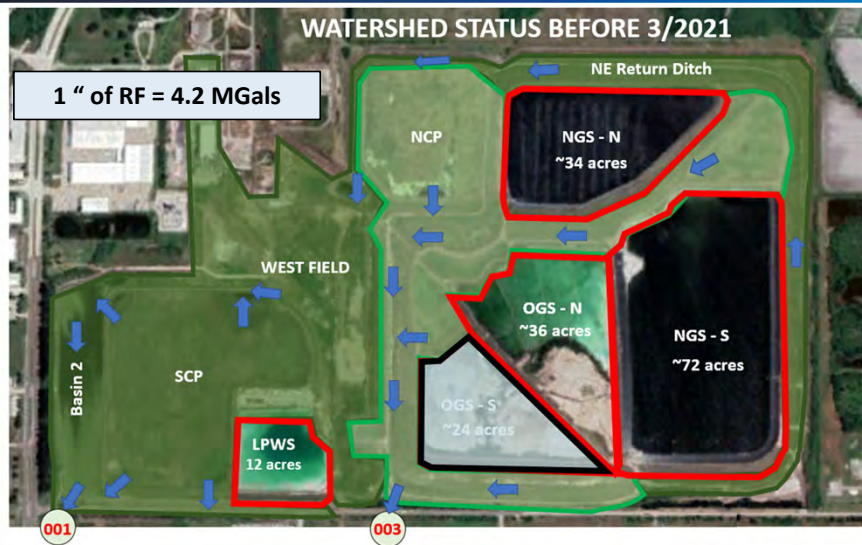 WATERSHED STATUS BEFORE 3/2021
1 “ of RF = 4.2 MGals
NE Return Ditch
NCP
NGS - N
~34 acres
WEST FIELD
OGS - N
~36 acres
NGS - S
~72 acres
Basin 2
SCP
OGS - S
~24 acres
LPWS
12 acres
001
003